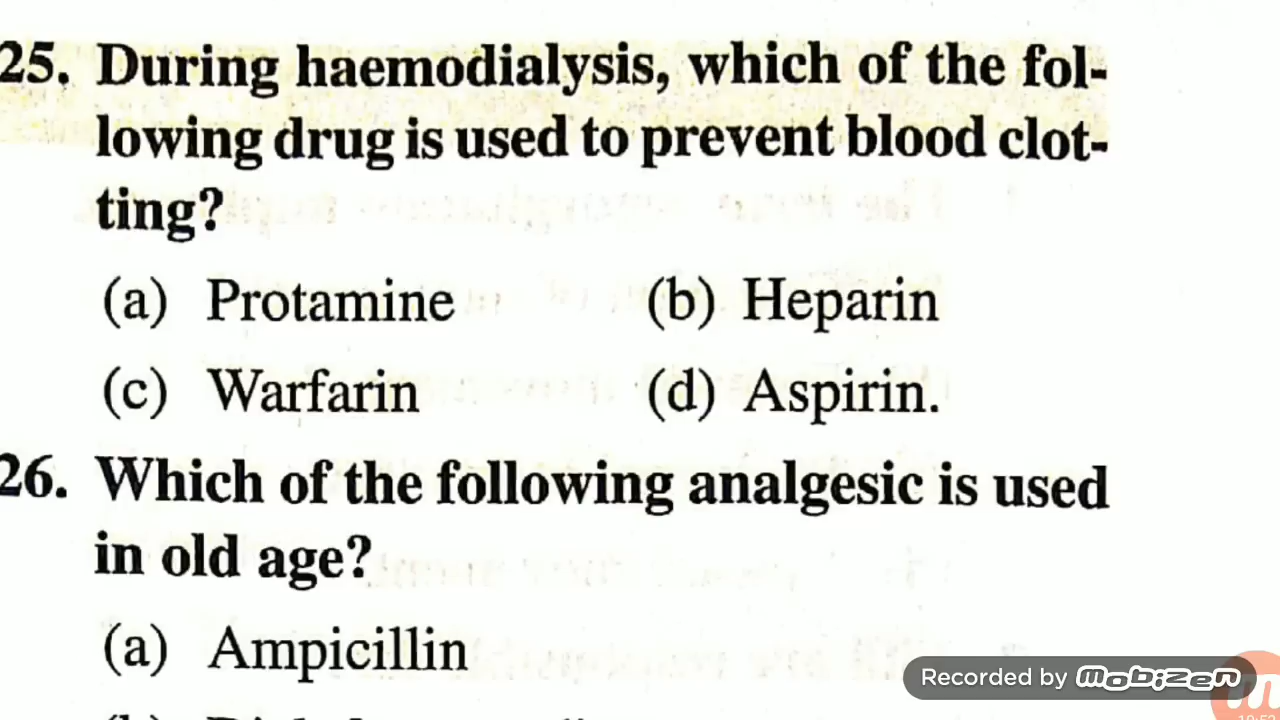 25. During haemodialysis, which of the fol-
lowing drug is used to prevent blood clot-
ting?
(a) Protamine (b) Heparin
(c) Warfarin (d) Aspirin.
26. Which of the following analgesic is used
in old age?
(a) Ampicillin
Recorded by mobizen